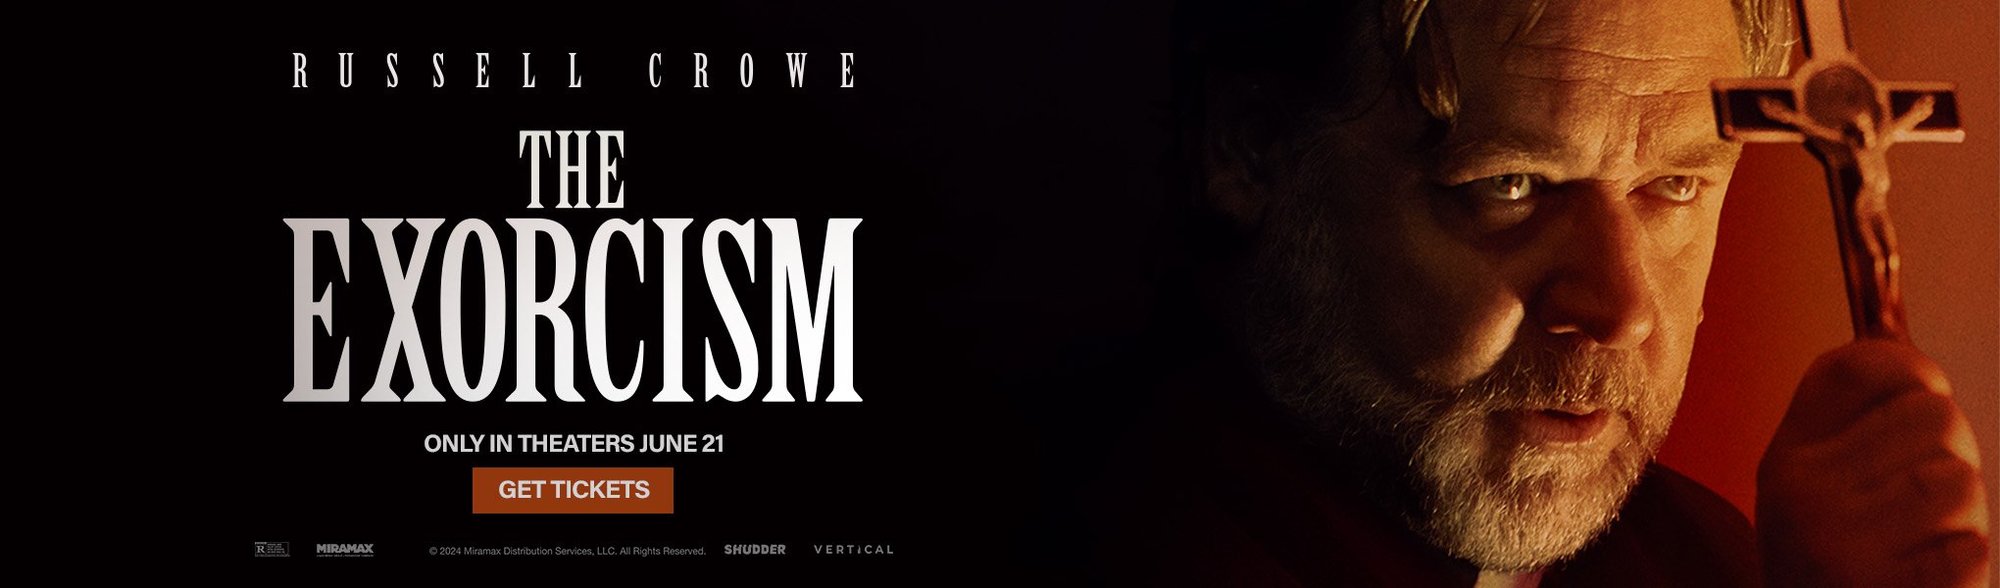 RUSSELL CROWE
THE
EXORCISM
ONLY IN THEATERS JUNE 21
GET TICKETS
R
MIRAMAX
© 2024 Miramax Distribution Services, LLC. All Rights Reserved.
SHUDDER
VERTICAL